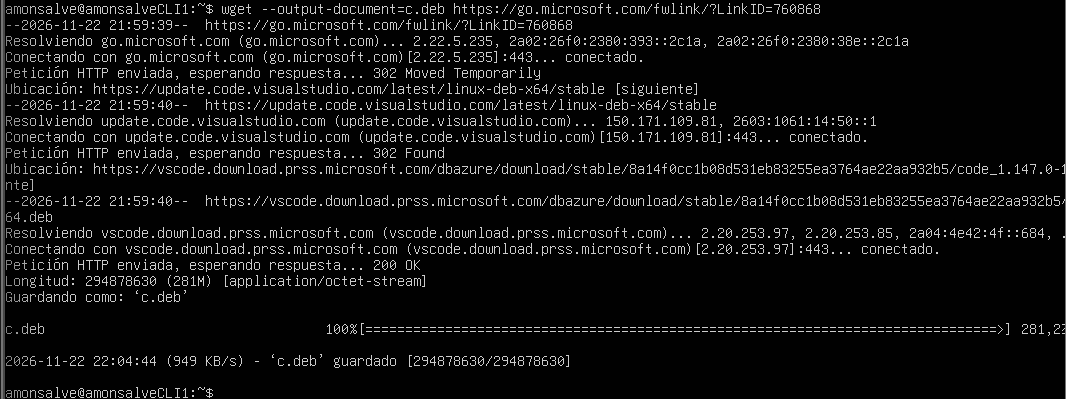 amonsalve@amonsalveCLI1:~$ wget --output-document=c.deb https://go.microsoft.com/fwlink/?LinkID=760868
--2026-11-22 21:59:39--  https://go.microsoft.com/fwlink/?LinkID=760868
Resolviendo go.microsoft.com (go.microsoft.com)... 2.22.5.235, 2a02:26f0:2380:393::2c1a, 2a02:26f0:2380:38e::2c1a
Conectando con go.microsoft.com (go.microsoft.com)[2.22.5.235]:443... conectado.
Petición HTTP enviada, esperando respuesta... 302 Moved Temporarily
Ubicación: https://update.code.visualstudio.com/latest/linux-deb-x64/stable [siguiente]
--2026-11-22 21:59:40--  https://update.code.visualstudio.com/latest/linux-deb-x64/stable
Resolviendo update.code.visualstudio.com (update.code.visualstudio.com)... 150.171.109.81, 2603:1061:14:50::1
Conectando con update.code.visualstudio.com (update.code.visualstudio.com)[150.171.109.81]:443... conectado.
Petición HTTP enviada, esperando respuesta... 302 Found
Ubicación: https://vscode.download.prss.microsoft.com/dbazure/download/stable/8a14f0cc1b08d531eb83255ea3764ae22aa932b5/code_1.147.0-1
nte]
--2026-11-22 21:59:40--  https://vscode.download.prss.microsoft.com/dbazure/download/stable/8a14f0cc1b08d531eb83255ea3764ae22aa932b5/
64.deb
Resolviendo vscode.download.prss.microsoft.com (vscode.download.prss.microsoft.com)... 2.20.253.97, 2.20.253.85, 2a04:4e42:4f::684, .
Conectando con vscode.download.prss.microsoft.com (vscode.download.prss.microsoft.com)[2.20.253.97]:443... conectado.
Petición HTTP enviada, esperando respuesta... 200 OK
Longitud: 294878630 (281M) [application/octet-stream]
Guardando como: ‘c.deb’
c.deb 100%[================================================================================>] 281,22
2026-11-22 22:04:44 (949 KB/s) - ‘c.deb’ guardado [294878630/294878630]
amonsalve@amonsalveCLI1:~$